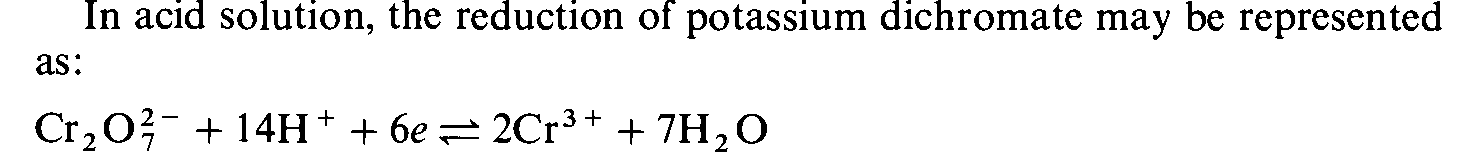 In acid solution, the reduction of potassium dichromate may be represented
as:
Cr₂O₇²⁻ + 14H⁺ + 6e ⇌ 2Cr³⁺ + 7H₂O